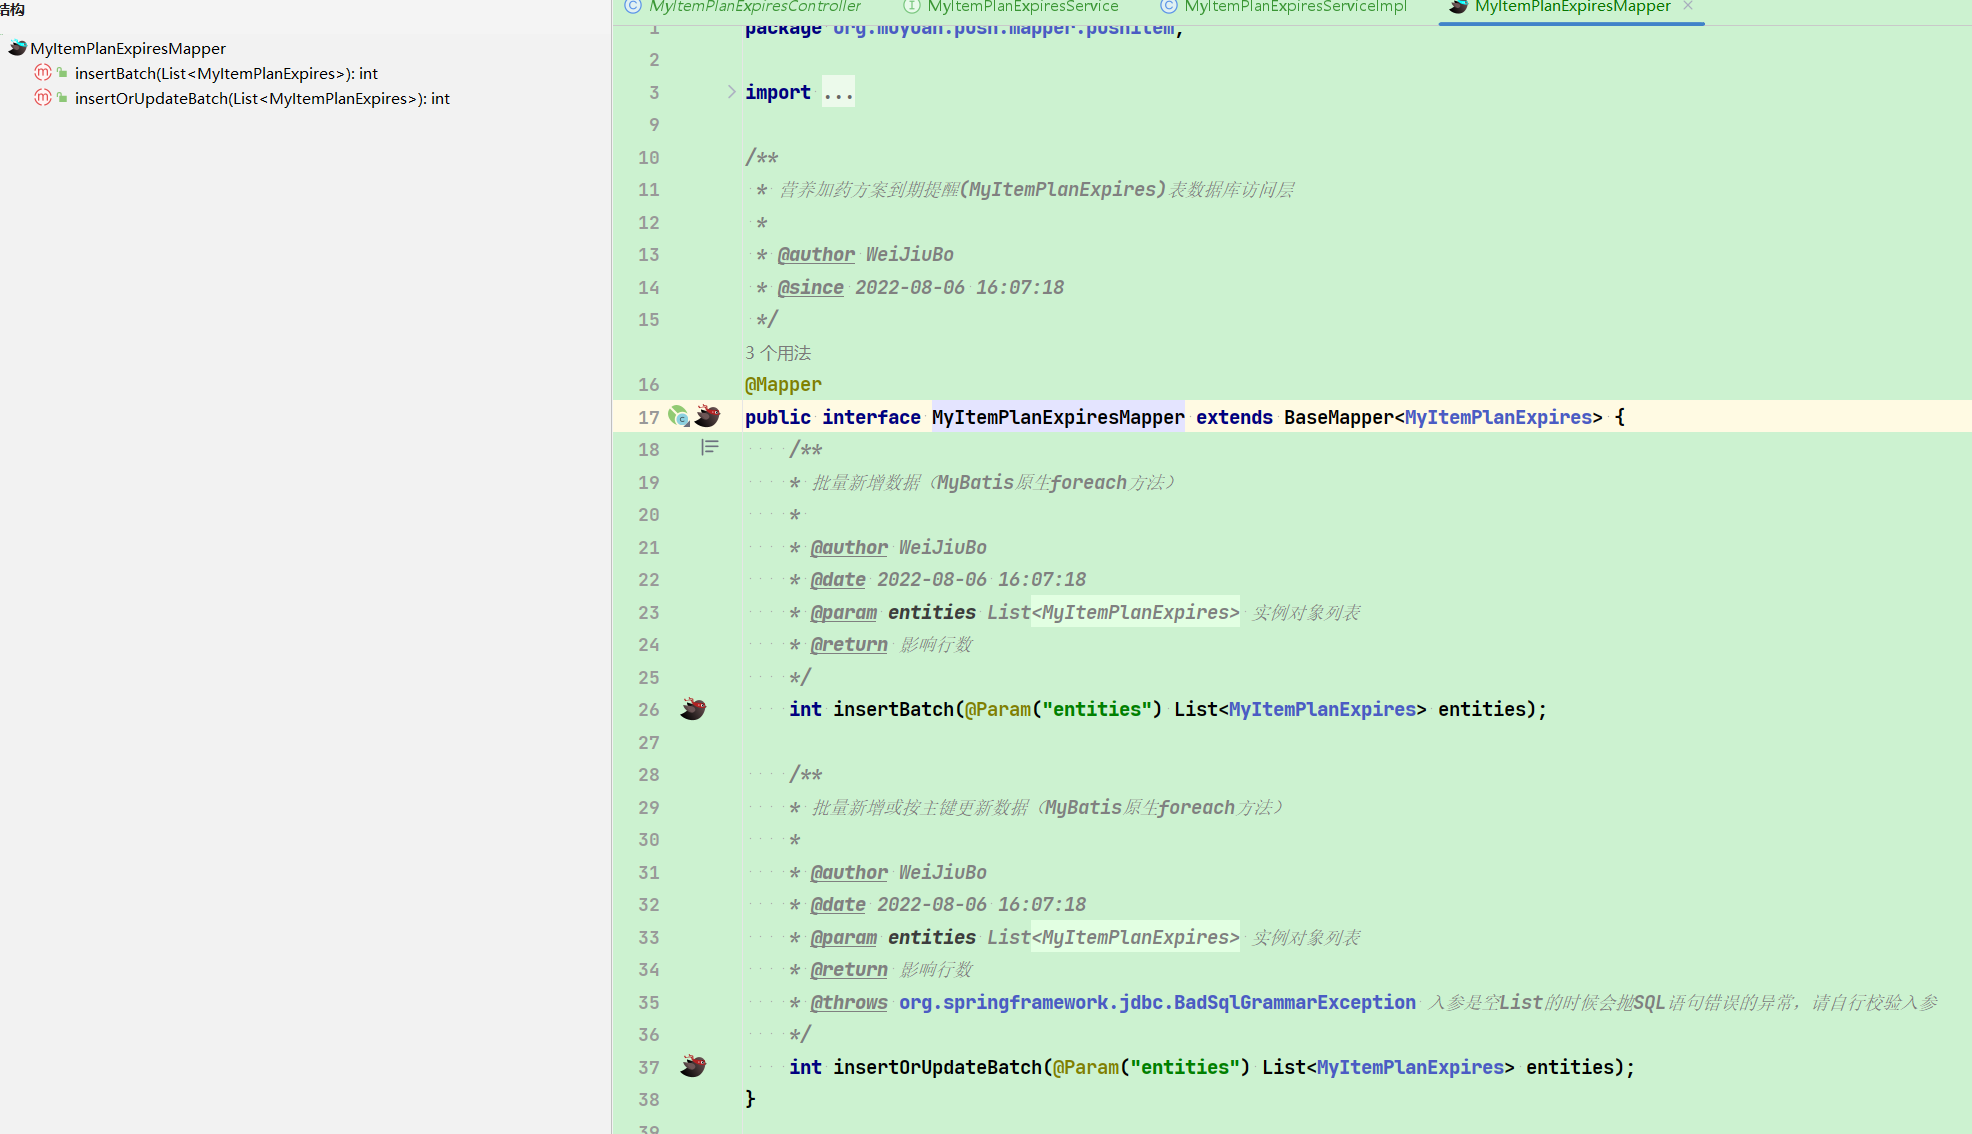 结构
MyItemPlanExpiresMapper
insertBatch(List<MyItemPlanExpires>): int
insertOrUpdateBatch(List<MyItemPlanExpires>): int
MyItemPlanExpiresController MyItemPlanExpiresService MyItemPlanExpiresServiceImpl MyItemPlanExpiresMapper
1 package org.moyuan.push.mapper.pushitem;
2
3 import ...
9
10 /**
11 * 营养加药方案到期提醒(MyItemPlanExpires)表数据库访问层
12 *
13 * @author WeiJiuBo
14 * @since 2022-08-06 16:07:18
15 */
3 个用法
16 @Mapper
17 public interface MyItemPlanExpiresMapper extends BaseMapper<MyItemPlanExpires> {
18 /**
19 * 批量新增数据（MyBatis原生foreach方法）
20 *
21 * @author WeiJiuBo
22 * @date 2022-08-06 16:07:18
23 * @param entities List<MyItemPlanExpires> 实例对象列表
24 * @return 影响行数
25 */
26 int insertBatch(@Param("entities") List<MyItemPlanExpires> entities);
27
28 /**
29 * 批量新增或按主键更新数据（MyBatis原生foreach方法）
30 *
31 * @author WeiJiuBo
32 * @date 2022-08-06 16:07:18
33 * @param entities List<MyItemPlanExpires> 实例对象列表
34 * @return 影响行数
35 * @throws org.springframework.jdbc.BadSqlGrammarException 入参是空List的时候会抛SQL语句错误的异常，请自行校验入参
36 */
37 int insertOrUpdateBatch(@Param("entities") List<MyItemPlanExpires> entities);
38 }
39